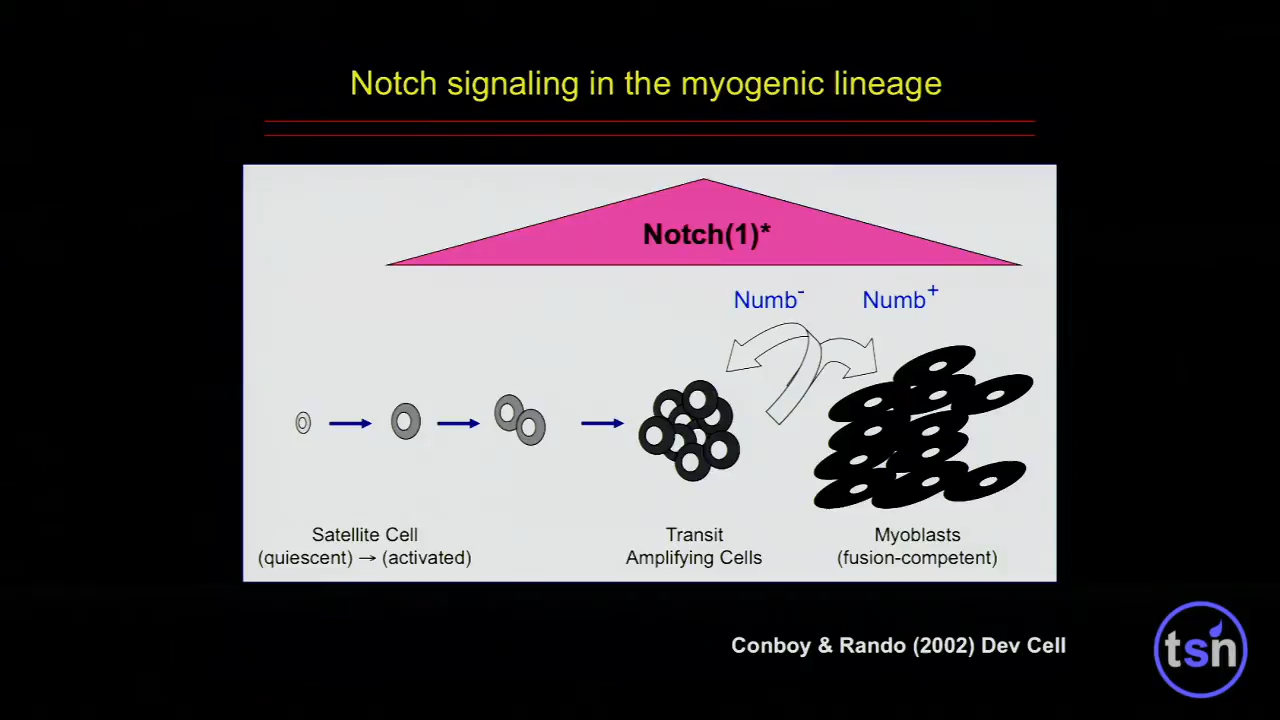 Notch signaling in the myogenic lineage
Notch(1)*
Numb-
Numb+
Satellite Cell
(quiescent) → (activated)
Transit
Amplifying Cells
Myoblasts
(fusion-competent)
Conboy & Rando (2002) Dev Cell
tsn